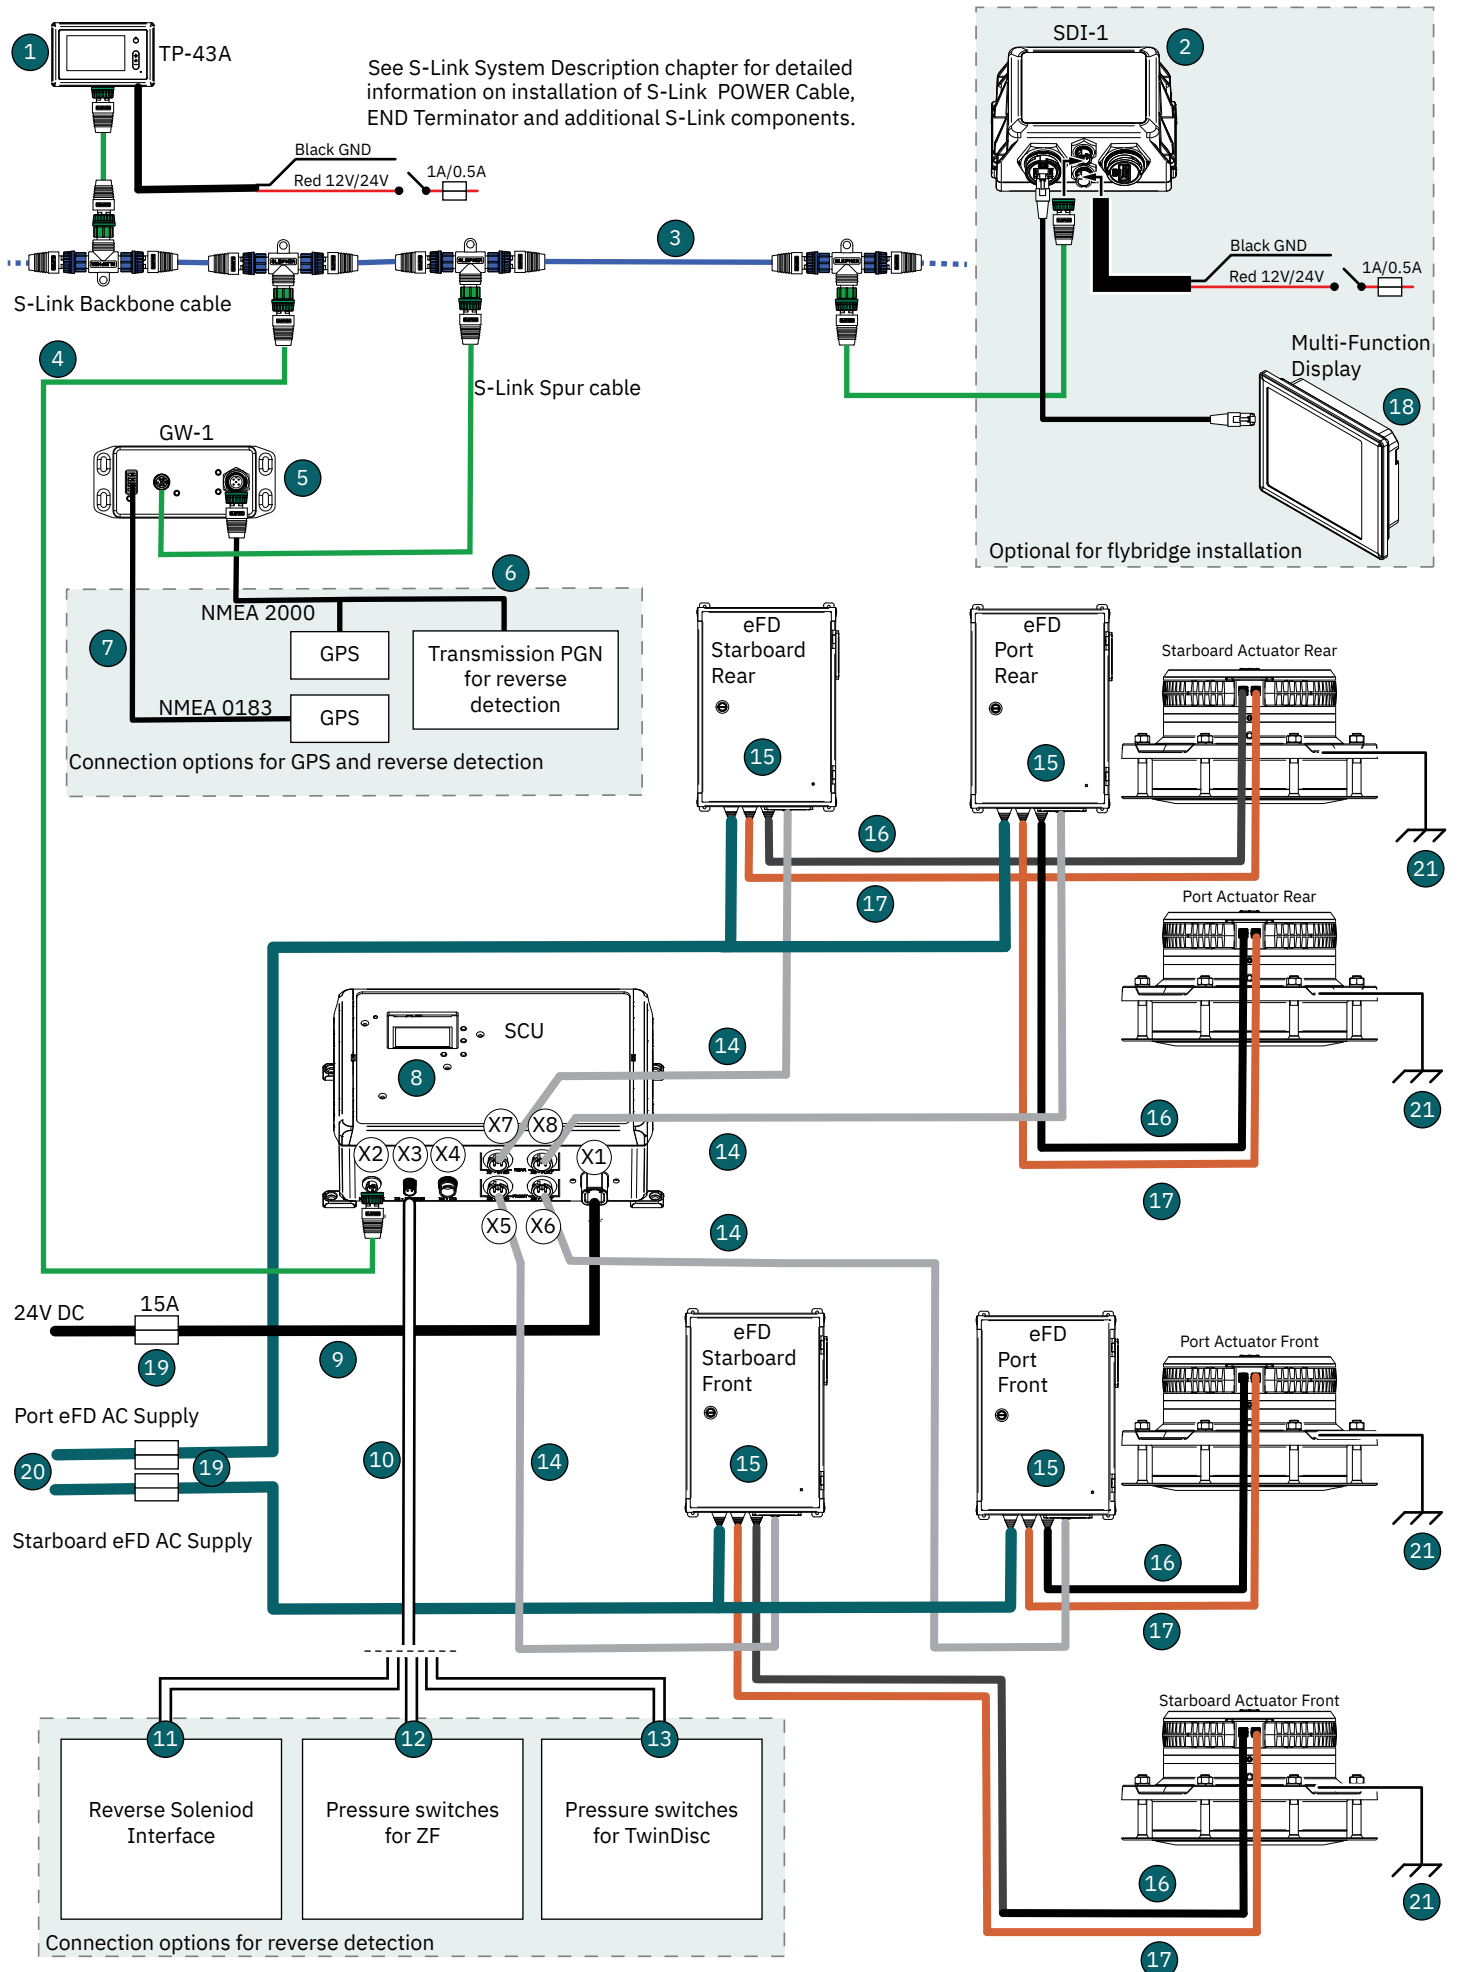 1
TP-43A
See S-Link System Description chapter for detailed
information on installation of S-Link POWER Cable,
END Terminator and additional S-Link components.
SDI-1
2
Black GND
Red 12V/24V
1A/0.5A
3
S-Link Backbone cable
Black GND
Red 12V/24V
1A/0.5A
4
S-Link Spur cable
Multi-Function
Display
18
GW-1
5
Optional for flybridge installation
6
NMEA 2000
7
GPS
Transmission PGN
for reverse
detection
NMEA 0183
GPS
Connection options for GPS and reverse detection
eFD
Starboard
Rear
15
eFD
Port
Rear
15
Starboard Actuator Rear
16
17
21
Port Actuator Rear
SCU
8
14
16
21
X7
X8
X2
X3
X4
X1
14
17
X5
X6
14
24V DC
15A
19
9
eFD
Starboard
Front
15
eFD
Port
Front
15
Port Actuator Front
Port eFD AC Supply
20
19
10
14
Starboard eFD AC Supply
16
21
17
Starboard Actuator Front
11
12
13
Reverse Soleniod
Interface
Pressure switches
for ZF
Pressure switches
for TwinDisc
16
21
Connection options for reverse detection
17